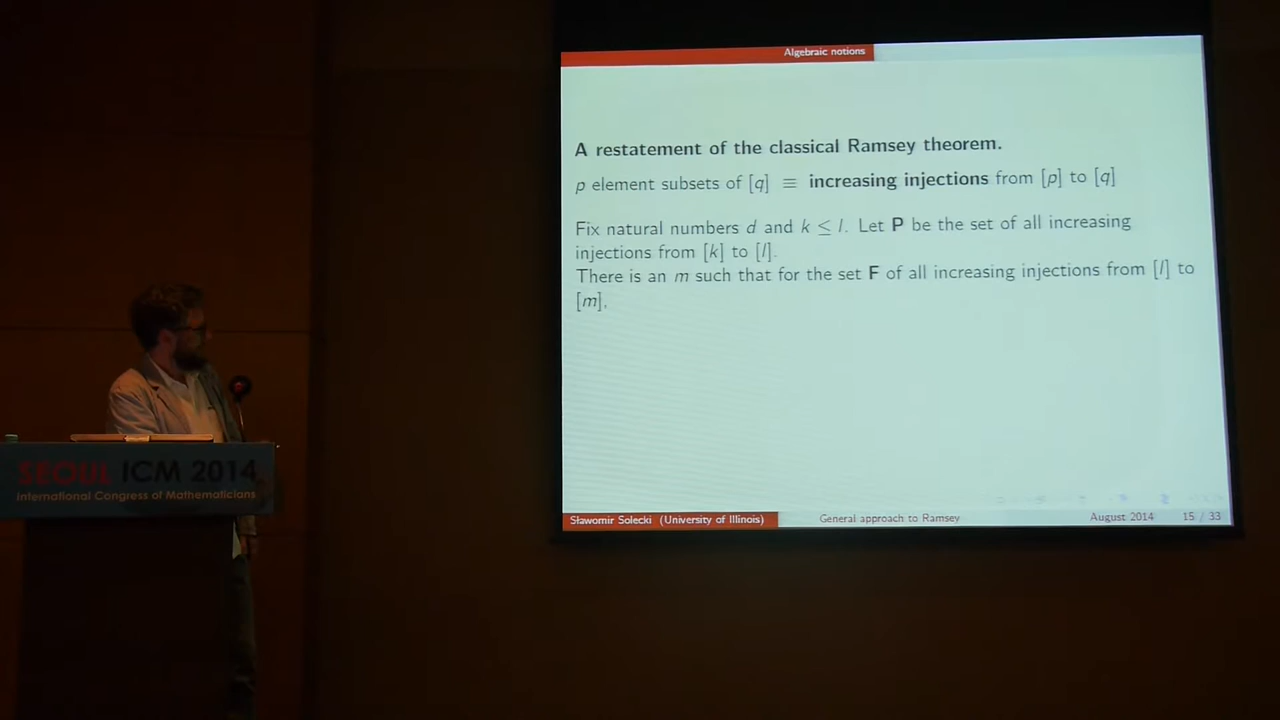 Algebraic notions
A restatement of the classical Ramsey theorem.
p element subsets of [q] ≡ increasing injections from [p] to [q]
Fix natural numbers d and k ≤ l. Let P be the set of all increasing
injections from [k] to [l].
There is an m such that for the set F of all increasing injections from [l] to
[m],
Sławomir Solecki (University of Illinois) General approach to Ramsey August 2014 15 / 33
SEOUL ICM 2014
International Congress of Mathematicians